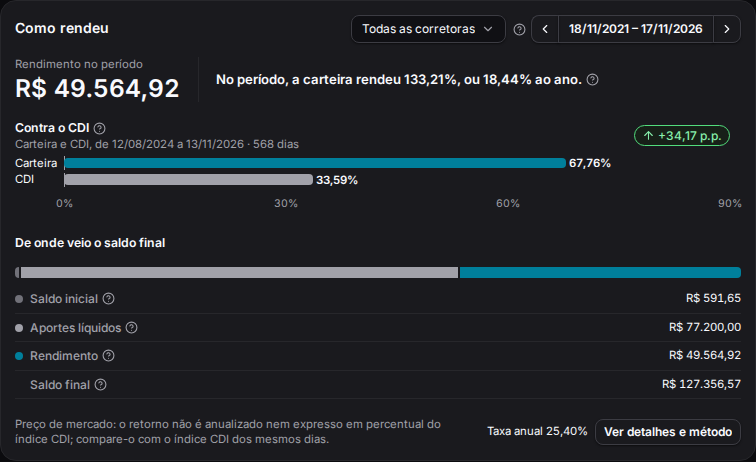 Como rendeu
Todas as corretoras
18/11/2021 – 17/11/2026
Rendimento no período
R$ 49.564,92
No período, a carteira rendeu 133,21%, ou 18,44% ao ano.
Contra o CDI
Carteira e CDI, de 12/08/2024 a 13/11/2026 · 568 dias
+34,17 p.p.
Carteira
67,76%
CDI
33,59%
0%
30%
60%
90%
De onde veio o saldo final
Saldo inicial
R$ 591,65
Aportes líquidos
R$ 77.200,00
Rendimento
R$ 49.564,92
Saldo final
R$ 127.356,57
Preço de mercado: o retorno não é anualizado nem expresso em percentual do
índice CDI; compare-o com o índice CDI dos mesmos dias.
Taxa anual 25,40%
Ver detalhes e método